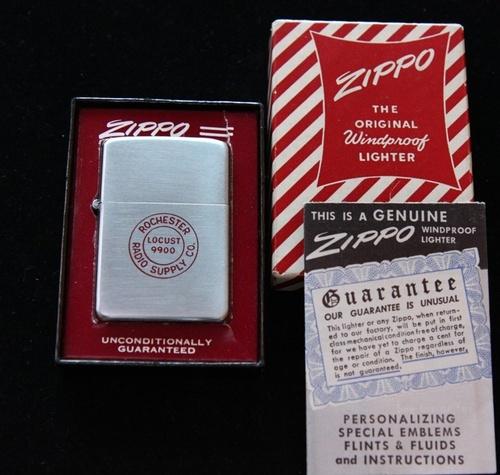 ZIPPO
ROCHESTER
LOCUST
9900
RADIO SUPPLY CO.
UNCONDITIONALLY
GUARANTEED
ZIPPO
THE
ORIGINAL
Windproof
LIGHTER
THIS IS A GENUINE
ZIPPO WINDPROOF
LIGHTER
Guarantee
OUR GUARANTEE IS UNUSUAL
This lighter or any Zippo, when return-
ed to our factory, will be put in first
class mechanical condition free of charge,
for we have yet to charge a cent for
the repair of a Zippo regardless of
age or condition. The finish, however,
is not guaranteed.
PERSONALIZING
SPECIAL EMBLEMS
FLINTS & FLUIDS
and INSTRUCTIONS